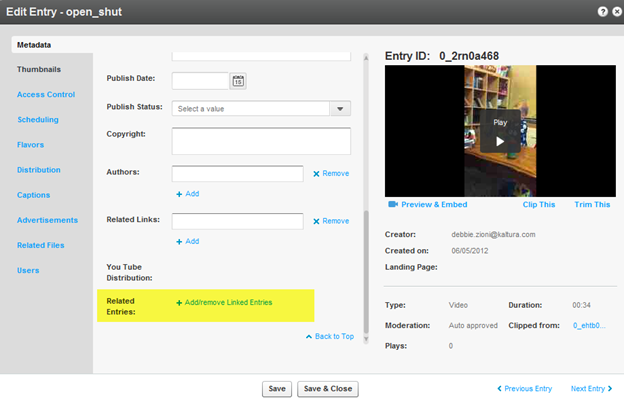 Edit Entry - open_shut
Metadata
Thumbnails
Access Control
Scheduling
Flavors
Distribution
Captions
Advertisements
Related Files
Users
Publish Date:
15
Publish Status:
Select a value
Copyright:
Authors:
Remove
+ Add
Related Links:
Remove
+ Add
You Tube
Distribution:
Related
Entries:
+ Add/remove Linked Entries
Back to Top
Entry ID: 0_2rn0a468
Play
Preview & Embed
Clip This
Trim This
Creator: debbie.zioni@kaltura.com
Created on: 06/05/2012
Landing Page:
Type: Video
Duration: 00:34
Moderation: Auto approved
Clipped from: 0_ehtb0...
Plays: 0
Save
Save & Close
Previous Entry
Next Entry